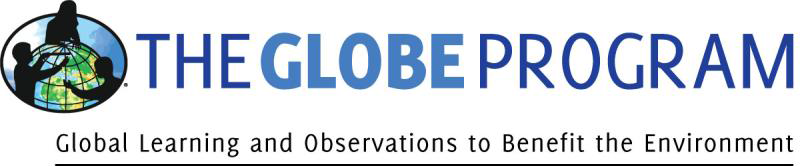 THE GLOBE PROGRAM
Global Learning and Observations to Benefit the Environment